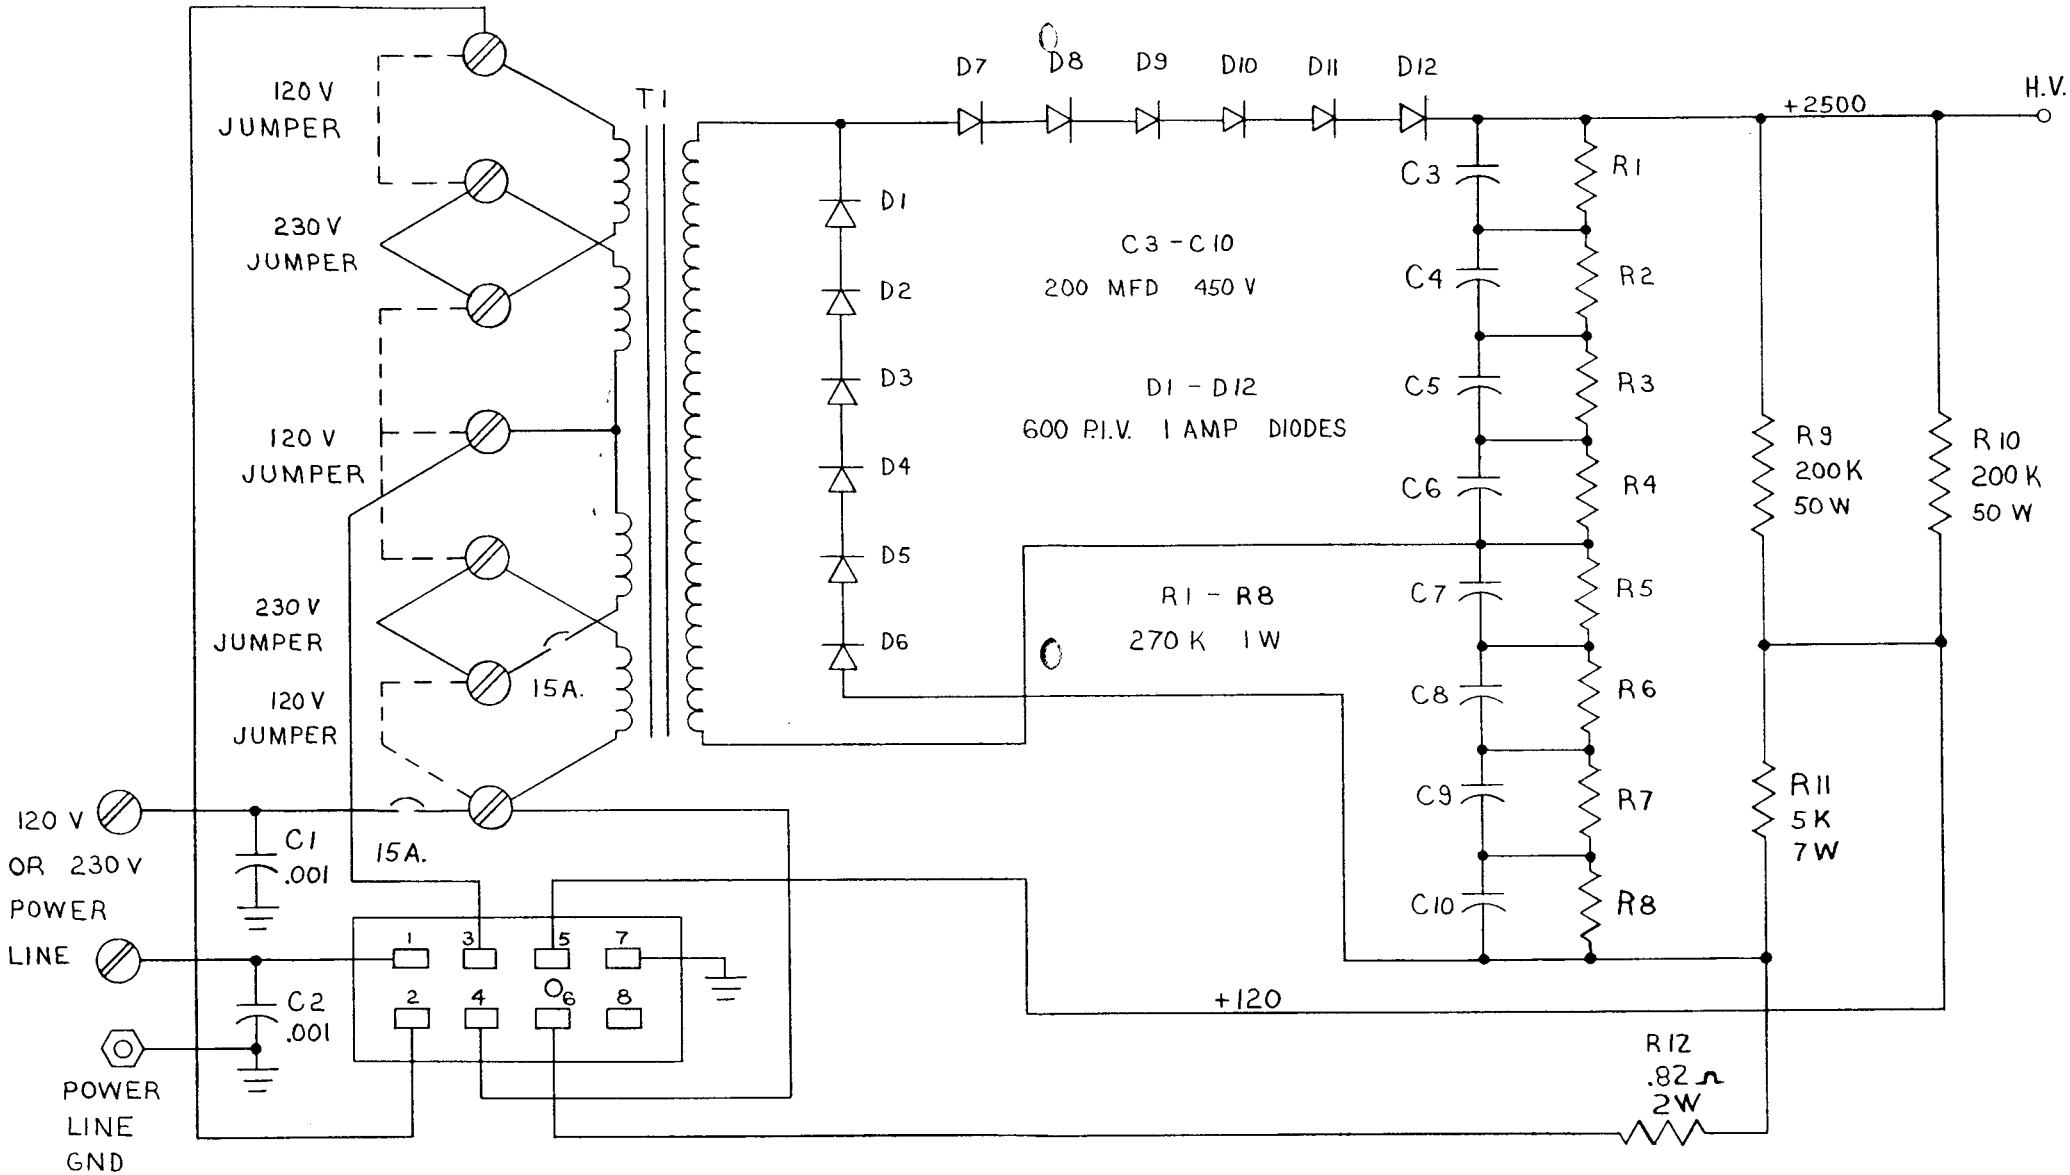 120 V
JUMPER
230 V
JUMPER
120 V
JUMPER
230 V
JUMPER
120 V
JUMPER
T1
15A.
15A.
120 V
OR 230 V
POWER
LINE
C1
.001
C2
.001
POWER
LINE
GND
1 3 5 7
2 4 6 8
D7 D8 D9 D10 D11 D12
D1
D2
D3
D4
D5
D6
C3 - C10
200 MFD 450 V
D1 - D12
600 P.I.V. 1 AMP DIODES
R1 - R8
270 K 1 W
C3
C4
C5
C6
C7
C8
C9
C10
R1
R2
R3
R4
R5
R6
R7
R8
+2500
H.V.
R9
200 K
50 W
R10
200 K
50 W
R11
5 K
7 W
+120
R12
.82 Ω
2W